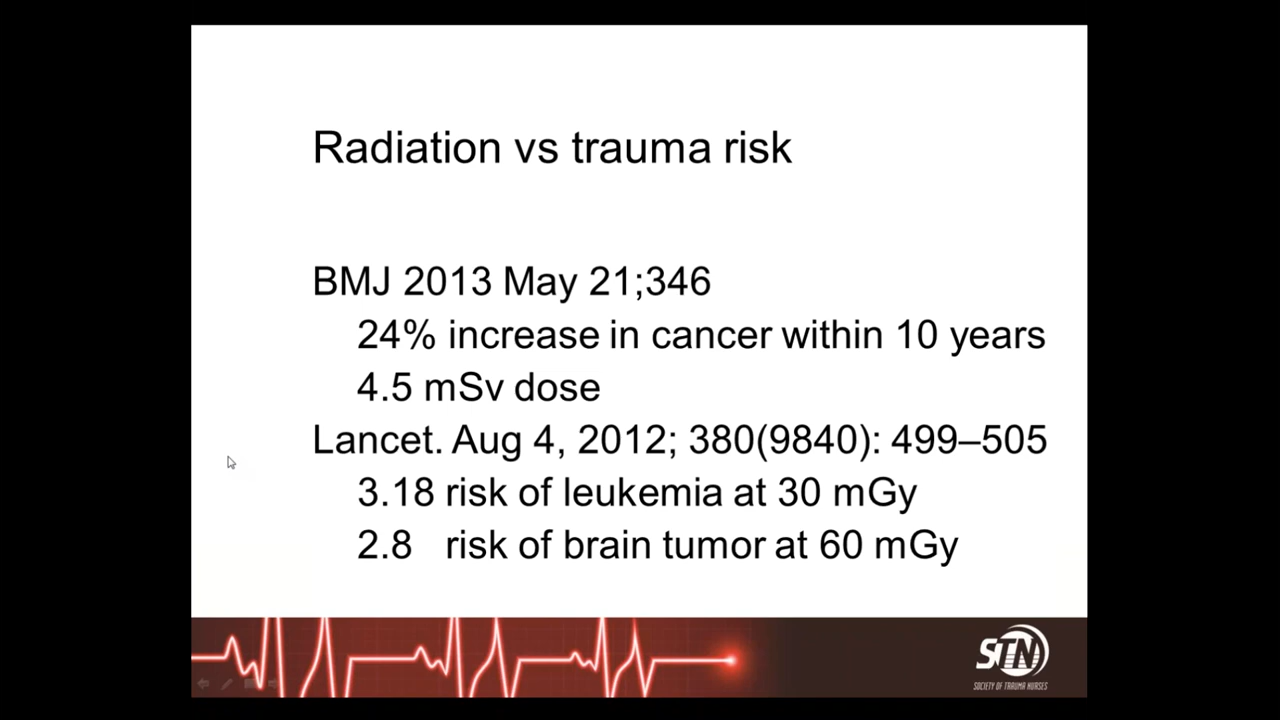 Radiation vs trauma risk
BMJ 2013 May 21;346
24% increase in cancer within 10 years
4.5 mSv dose
Lancet. Aug 4, 2012; 380(9840): 499–505
3.18 risk of leukemia at 30 mGy
2.8 risk of brain tumor at 60 mGy
STN
SOCIETY OF TRAUMA NURSES